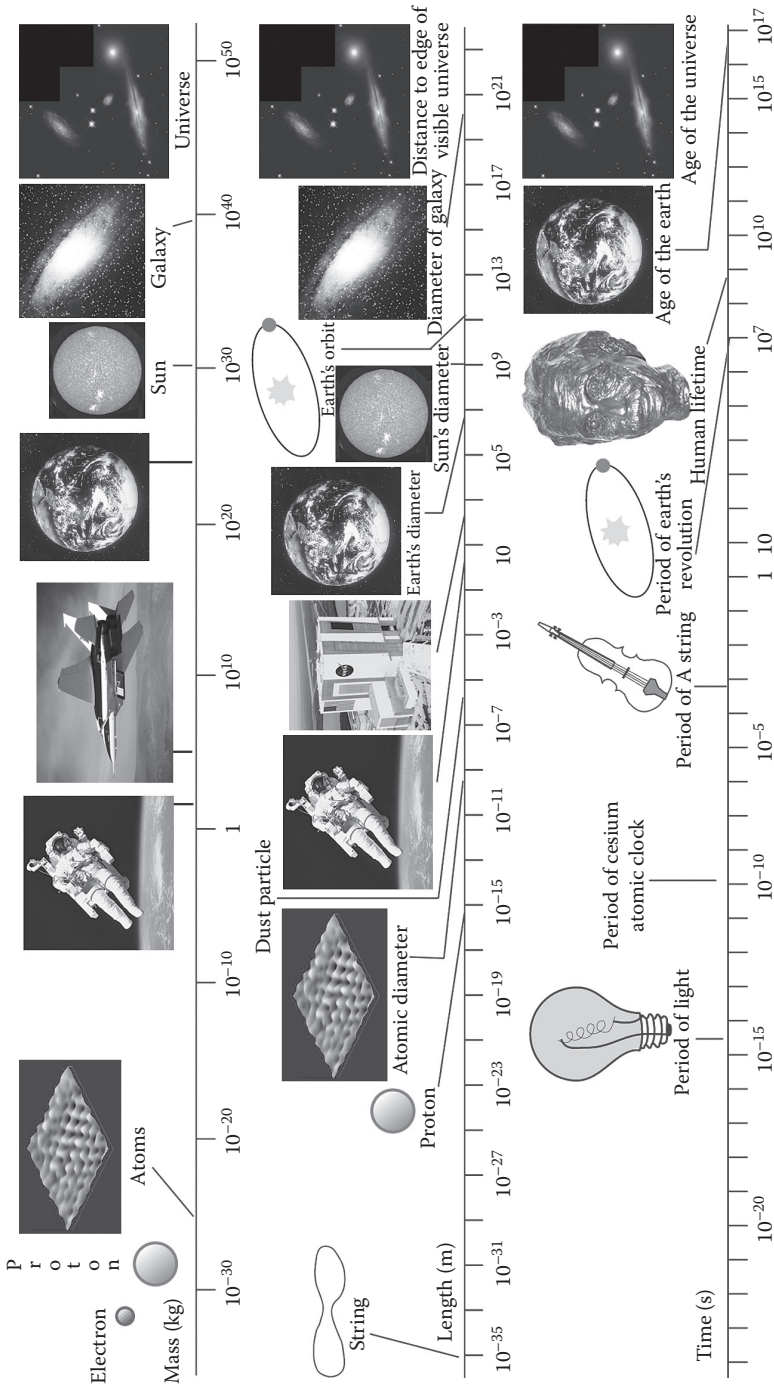 Electron
P
r
o
t
o
n
Atoms
Sun
Galaxy
Universe
Mass (kg)
10⁻³⁰
10⁻²⁰
10⁻¹⁰
1
10¹⁰
10²⁰
10³⁰
10⁴⁰
10⁵⁰
String
Proton
Atomic diameter
Dust particle
Earth's diameter
Sun's diameter
Earth's orbit
Diameter of galaxy
Distance to edge of
visible universe
Length (m)
10⁻³⁵
10⁻³¹
10⁻²⁷
10⁻²³
10⁻¹⁹
10⁻¹⁵
10⁻¹¹
10⁻⁷
10⁻³
10
10⁵
10⁹
10¹³
10¹⁷
10²¹
Period of light
Period of cesium
atomic clock
Period of A string
Period of earth's
revolution
Human lifetime
Age of the earth
Age of the universe
Time (s)
10⁻²⁰
10⁻¹⁵
10⁻¹⁰
10⁻⁵
1
10
10⁷
10¹⁰
10¹⁵
10¹⁷